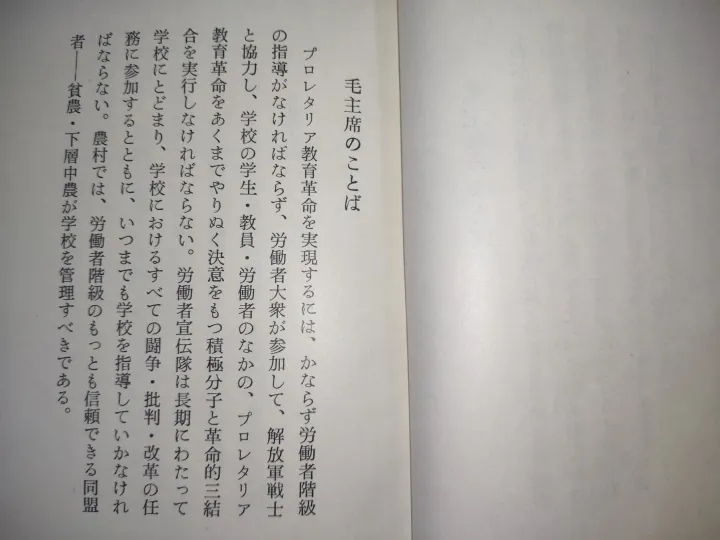 毛主席のことば
プロレタリア教育革命を実現するには、かならず労働者階級
の指導がなければならず、労働者大衆が参加して、解放軍戦士
と協力し、学校の学生・教員・労働者のなかの、プロレタリア
教育革命をあくまでやりぬく決意をもつ積極分子と革命的三結
合を実行しなければならない。労働者宣伝隊は長期にわたって
学校にとどまり、学校におけるすべての闘争・批判・改革の任
務に参加するとともに、いつまでも学校を指導していかなけれ
ばならない。農村では、労働者階級のもっとも信頼できる同盟
者――貧農・下層中農が学校を管理すべきである。